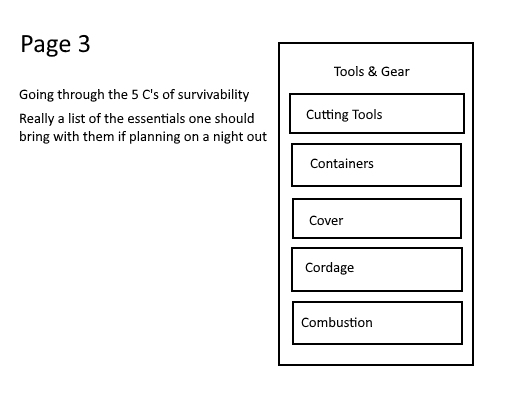 Page 3
Going through the 5 C's of survivability
Really a list of the essentials one should
bring with them if planning on a night out
Tools & Gear
Cutting Tools
Containers
Cover
Cordage
Combustion